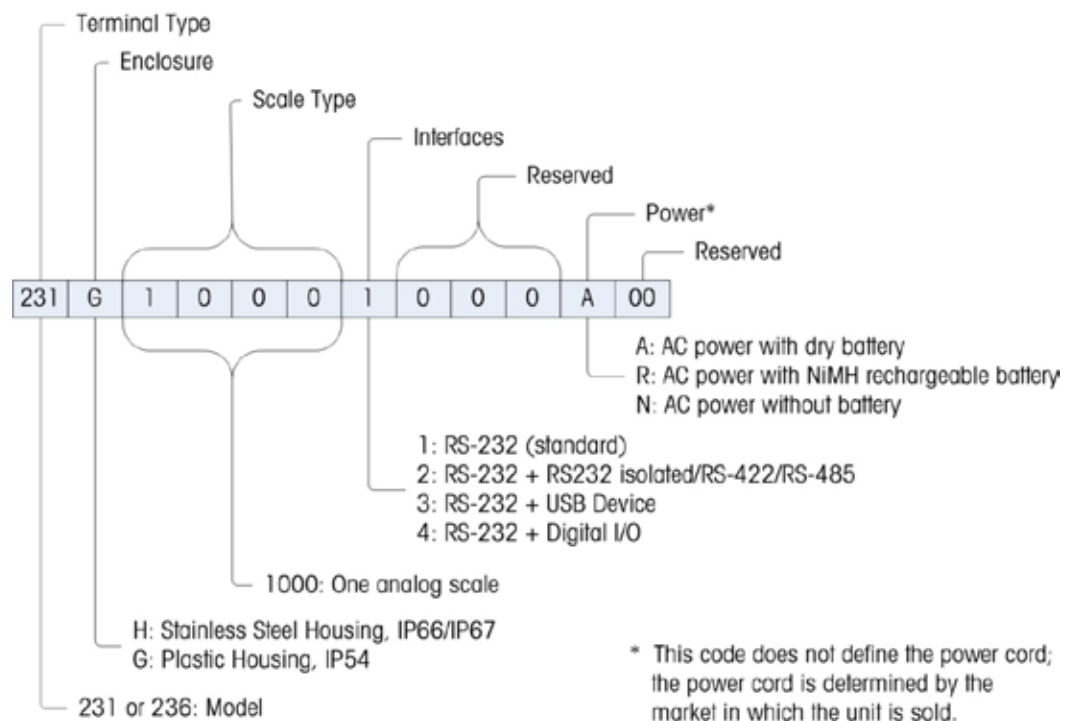 Terminal Type
Enclosure
Scale Type
Interfaces
Reserved
Power*
Reserved
231 G 1 0 0 0 1 0 0 0 A 00
A: AC power with dry battery
R: AC power with NiMH rechargeable battery
N: AC power without battery
1: RS-232 (standard)
2: RS-232 + RS232 isolated/RS-422/RS-485
3: RS-232 + USB Device
4: RS-232 + Digital I/O
1000: One analog scale
H: Stainless Steel Housing, IP66/IP67
G: Plastic Housing, IP54
231 or 236: Model
* This code does not define the power cord;
the power cord is determined by the
market in which the unit is sold.